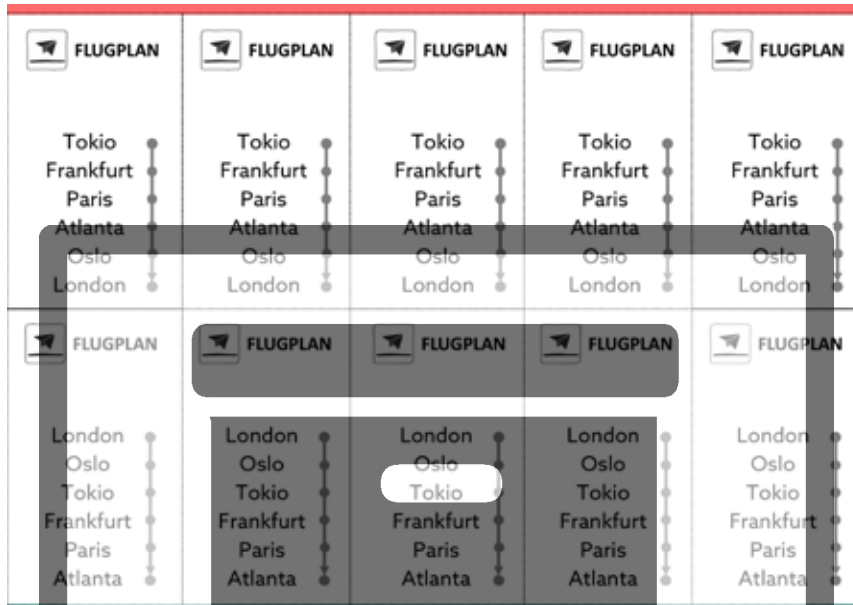 FLUGPLAN FLUGPLAN FLUGPLAN FLUGPLAN FLUGPLAN
Tokio Tokio Tokio Tokio Tokio
Frankfurt Frankfurt Frankfurt Frankfurt Frankfurt
Paris Paris Paris Paris Paris
Atlanta Atlanta Atlanta Atlanta Atlanta
Oslo Oslo Oslo Oslo Oslo
London London London London London
FLUGPLAN FLUGPLAN FLUGPLAN FLUGPLAN FLUGPLAN
London London London London London
Oslo Oslo Oslo Oslo Oslo
Tokio Tokio Tokio Tokio Tokio
Frankfurt Frankfurt Frankfurt Frankfurt Frankfurt
Paris Paris Paris Paris Paris
Atlanta Atlanta Atlanta Atlanta Atlanta